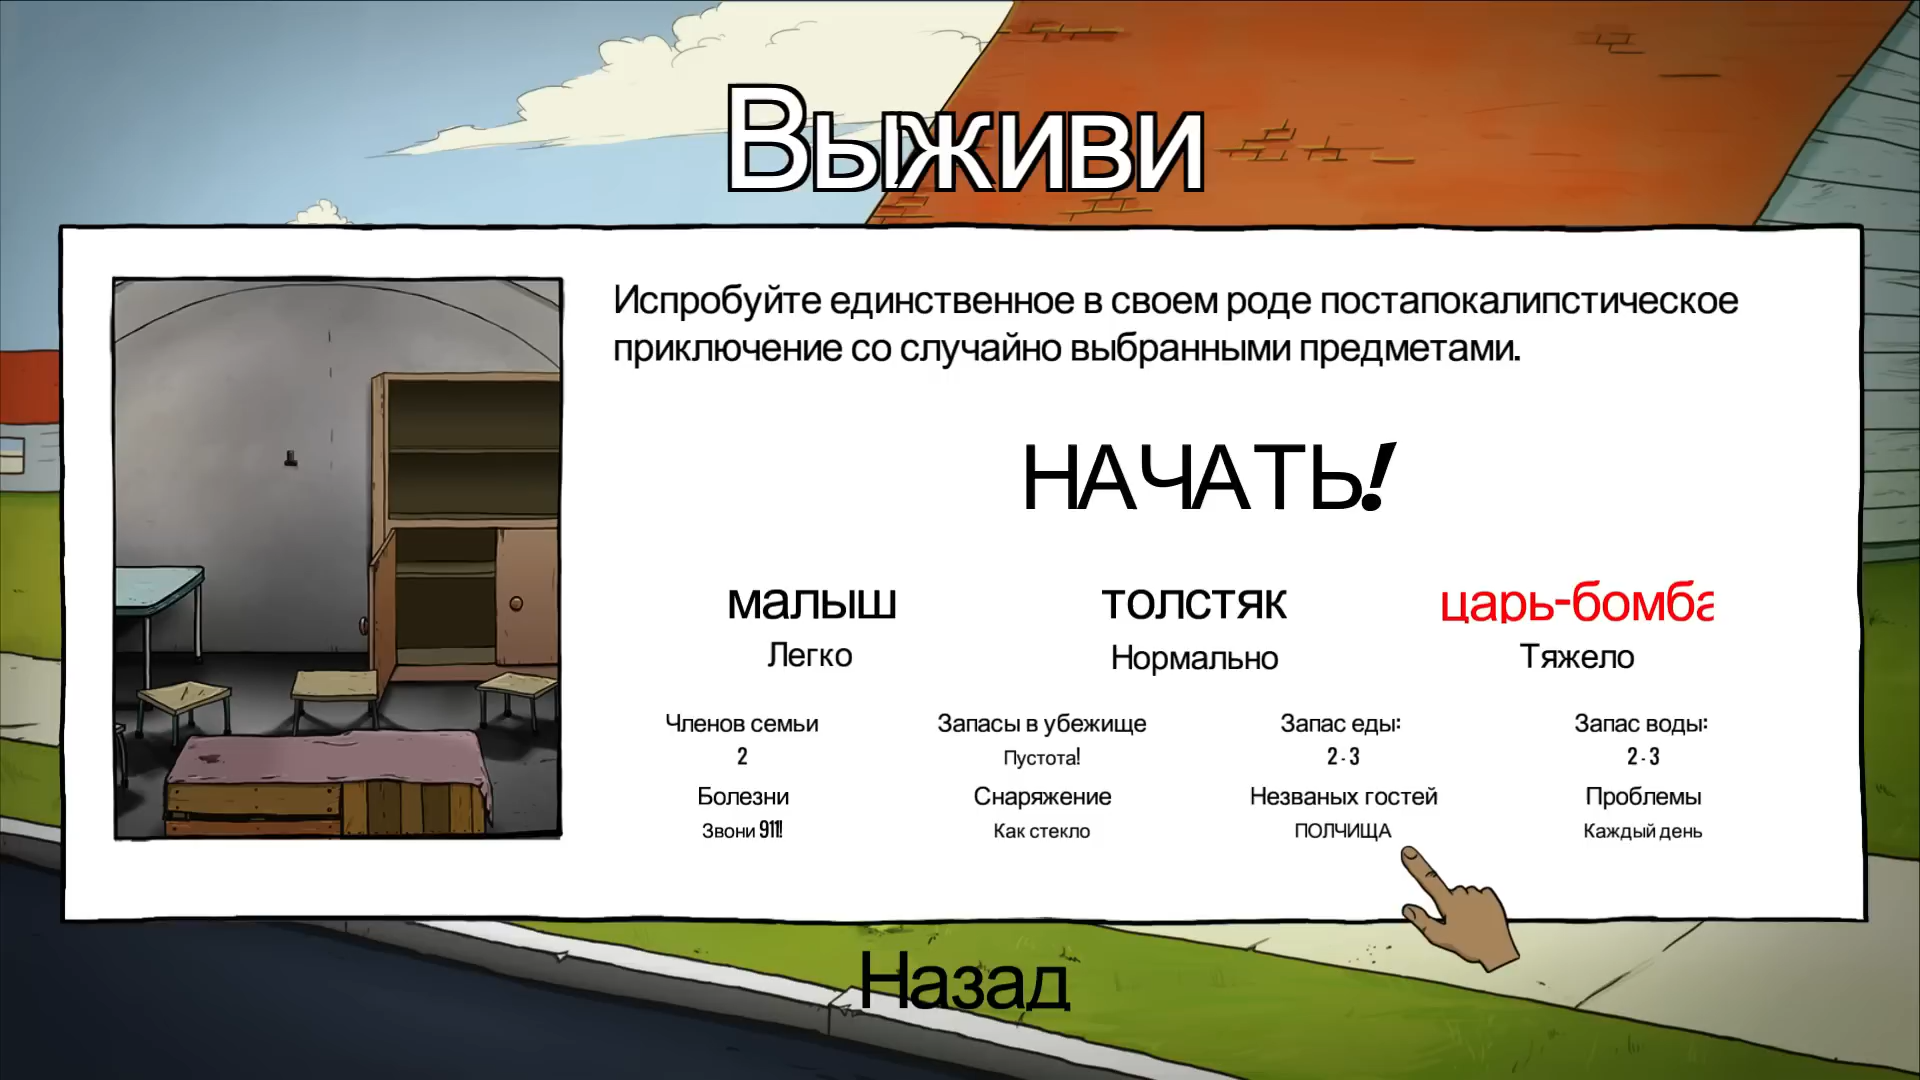 Выживи
Испробуйте единственное в своем роде постапокалипстическое
приключение со случайно выбранными предметами.
НАЧАТЬ!
малыш толстяк царь-бомба
Легко Нормально Тяжело
Членов семьи Запасы в убежище Запас еды: Запас воды:
2 Пустота! 2 - 3 2 - 3
Болезни Снаряжение Незваных гостей Проблемы
Звони 911! Как стекло ПОЛЧИЩА Каждый день
Назад